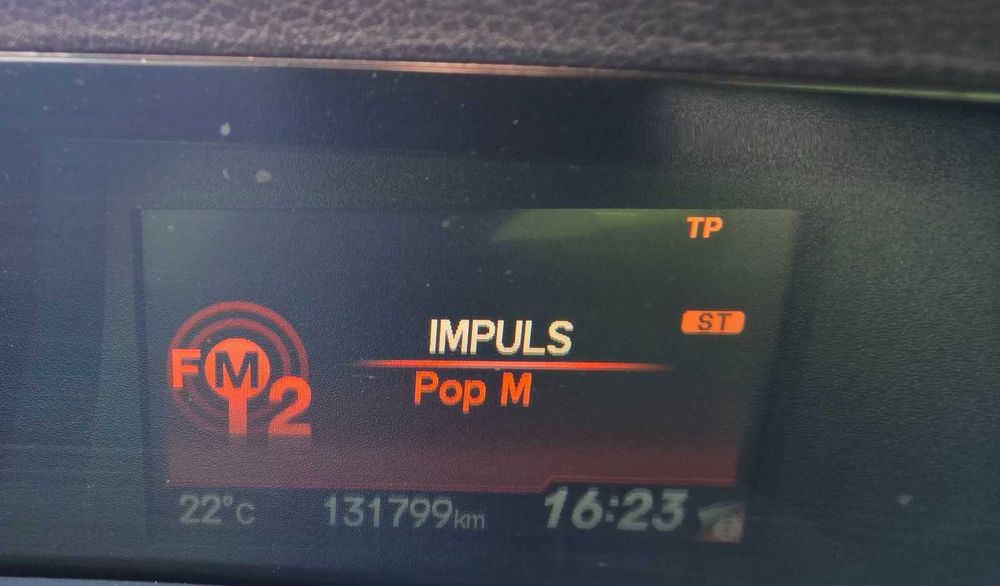 TP
IMPULS
ST
FM2
Pop M
22°c
131799km
16:23